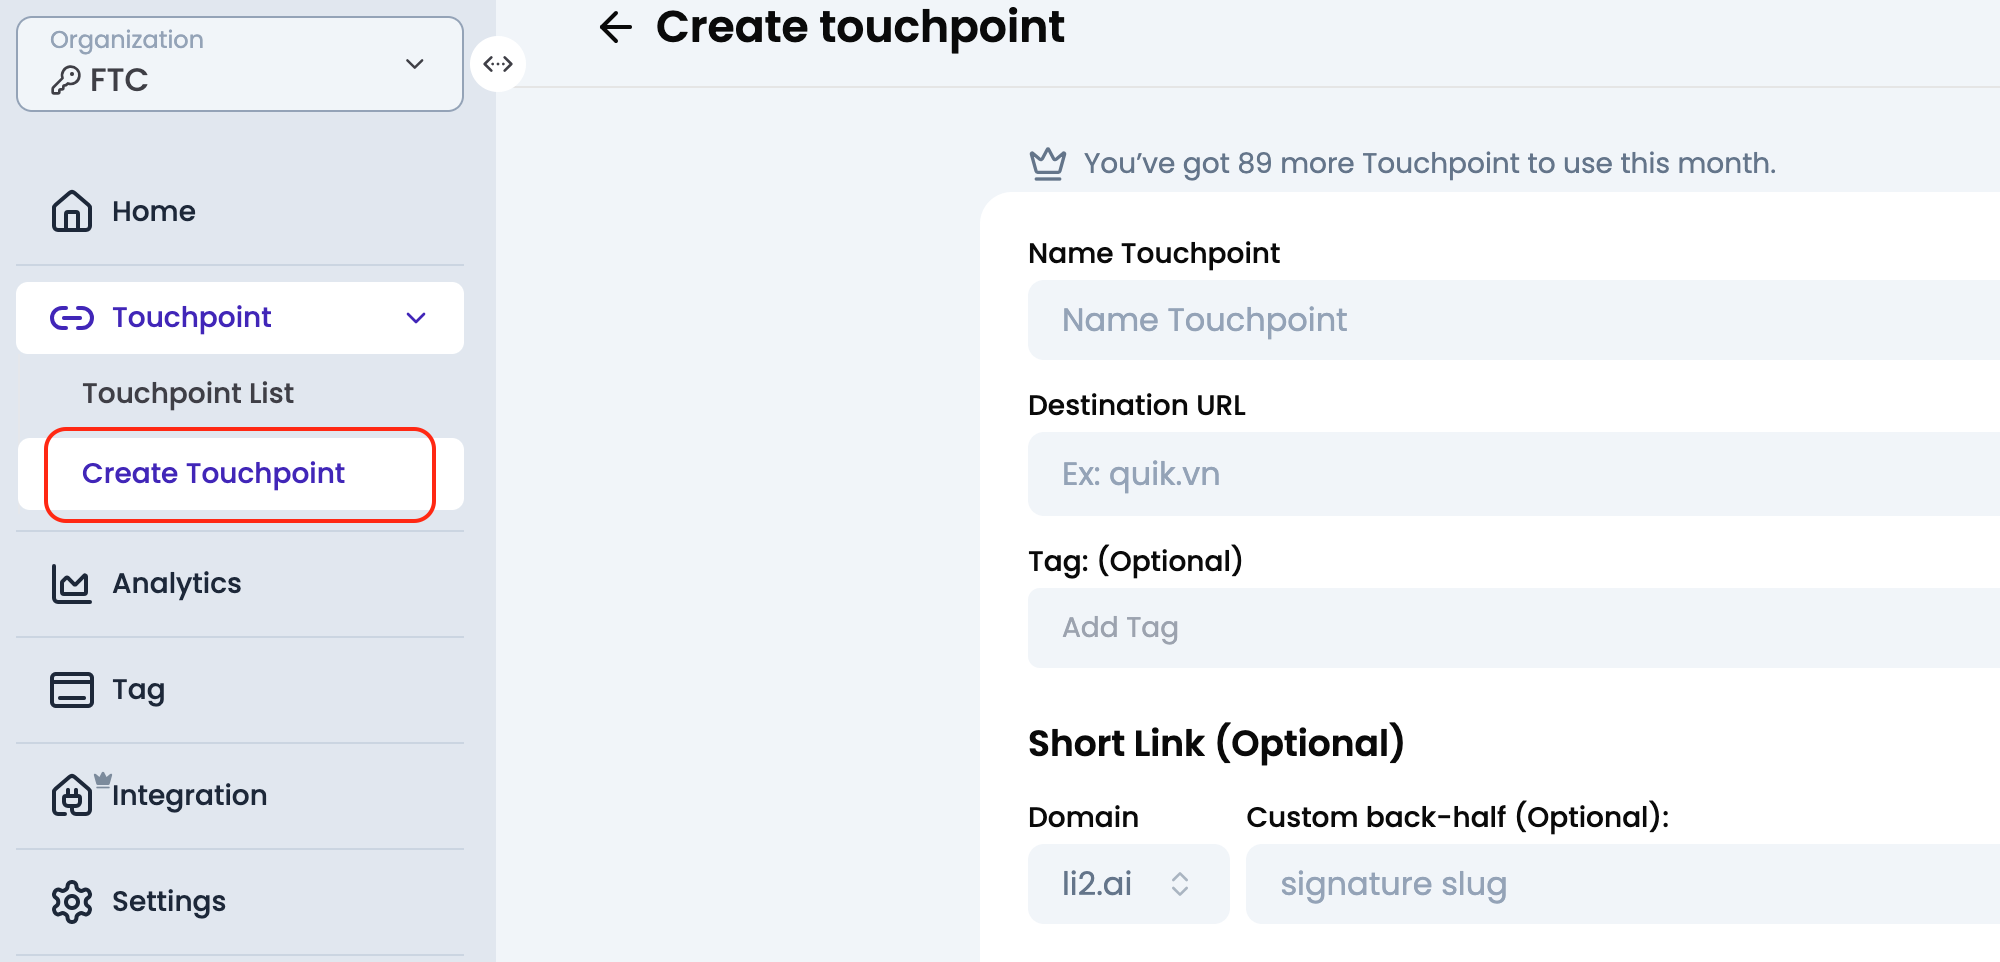 Organization
FTC
Home
Touchpoint
Touchpoint List
Create Touchpoint
Analytics
Tag
Integration
Settings
Create touchpoint
You’ve got 89 more Touchpoint to use this month.
Name Touchpoint
Name Touchpoint
Destination URL
Ex: quik.vn
Tag: (Optional)
Add Tag
Short Link (Optional)
Domain
li2.ai
Custom back-half (Optional):
signature slug